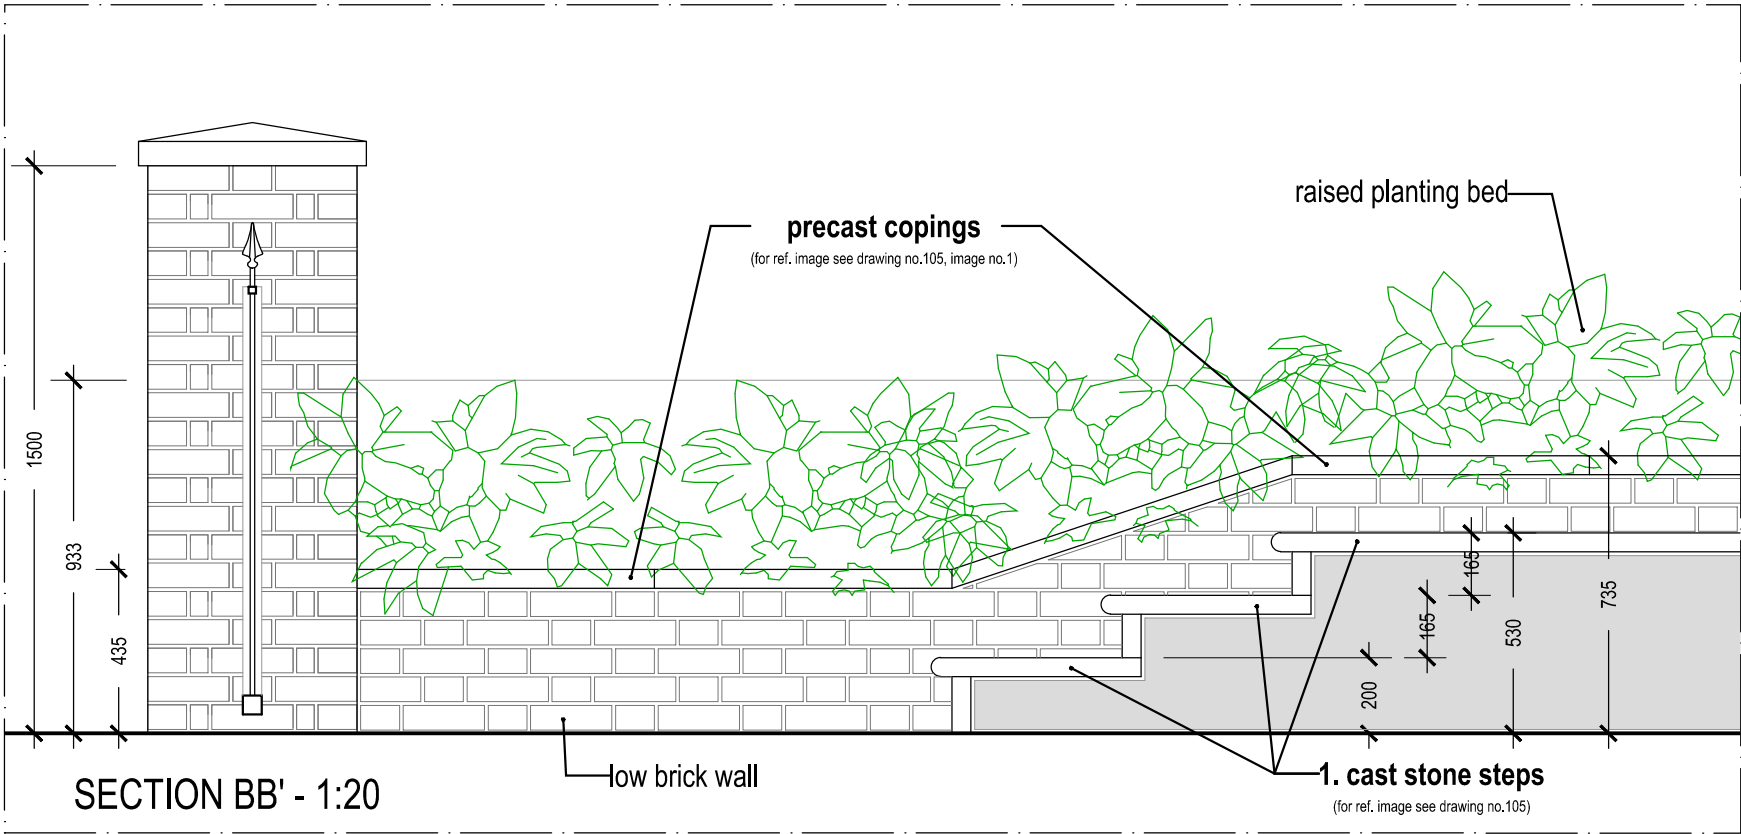 raised planting bed
precast copings
(for ref. image see drawing no.105, image no.1)
1500
933
435
165
165
530
735
200
low brick wall
1. cast stone steps
(for ref. image see drawing no.105)
SECTION BB' - 1:20